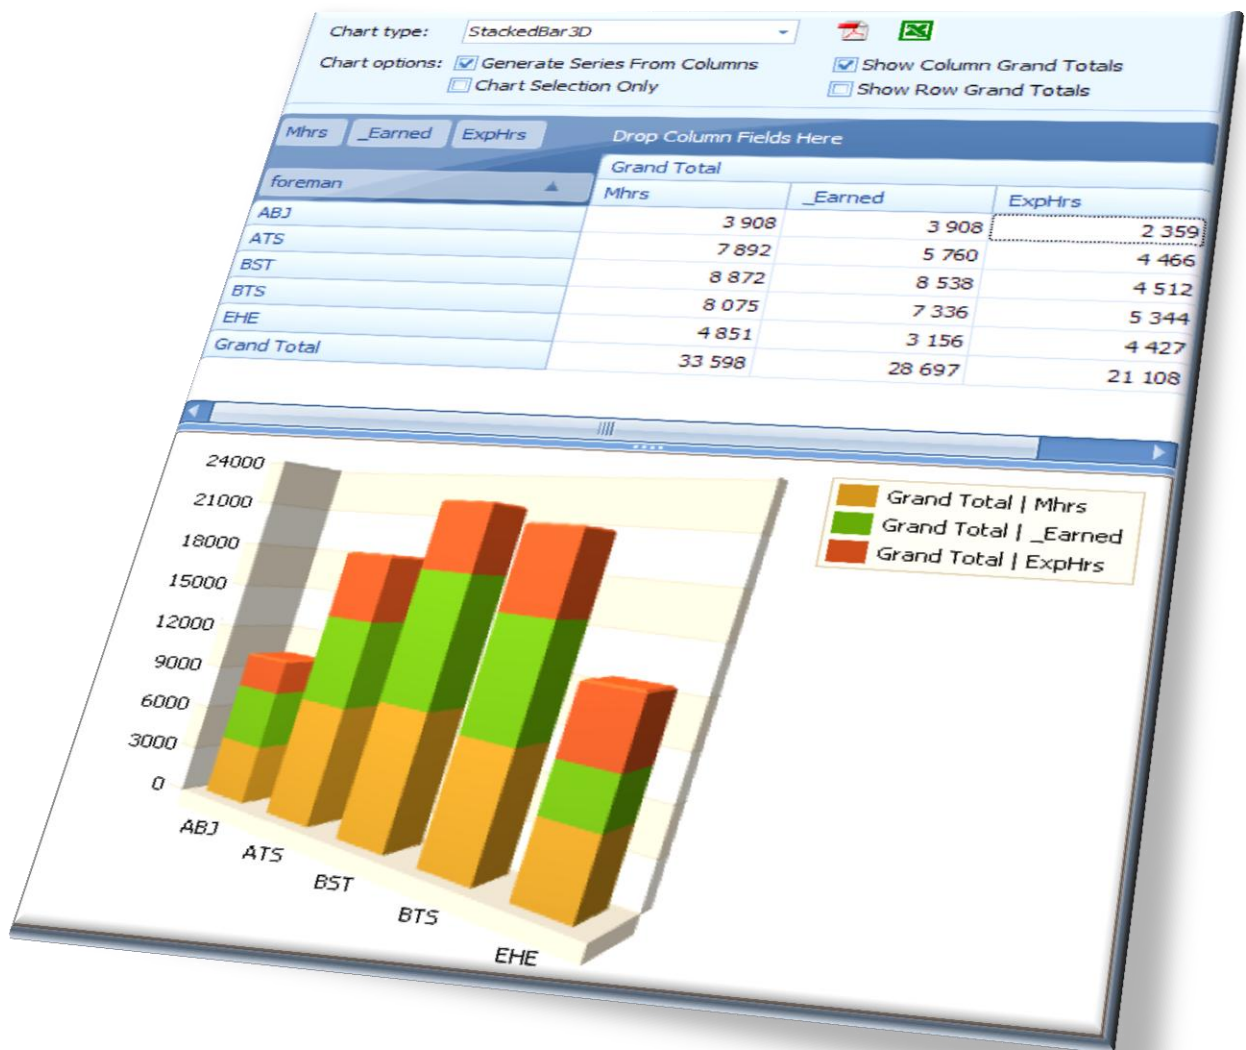 Chart type: StackedBar3D
Chart options: Generate Series From Columns Show Column Grand Totals
Chart Selection Only Show Row Grand Totals
Mhrs _Earned ExpHrs Drop Column Fields Here
Grand Total
foreman Mhrs _Earned ExpHrs
ABJ 3 908 3 908 2 359
ATS 7 892 5 760 4 466
BST 8 872 8 538 4 512
BTS 8 075 7 336 5 344
EHE 4 851 3 156 4 427
Grand Total 33 598 28 697 21 108
24000
21000
18000
15000
12000
9000
6000
3000
0
ABJ
ATS
BST
BTS
EHE
Grand Total | Mhrs
Grand Total | _Earned
Grand Total | ExpHrs